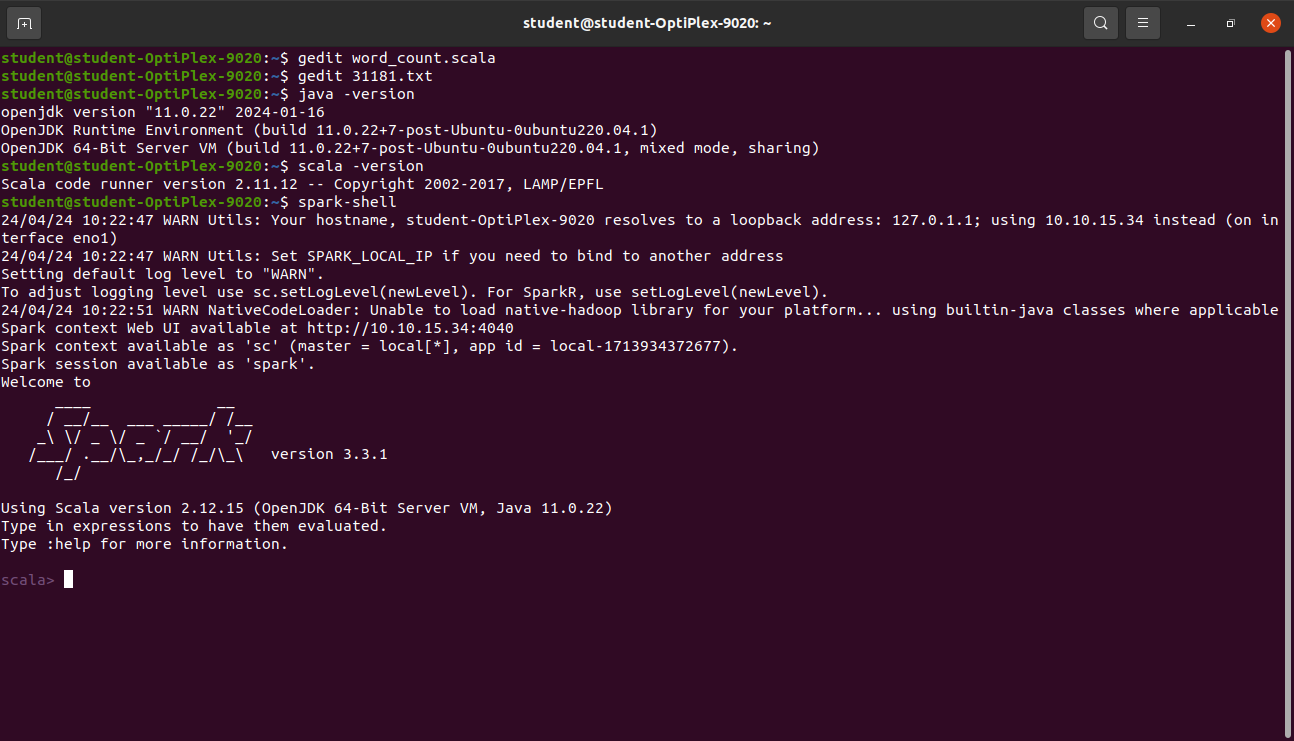 student@student-OptiPlex-9020: ~
student@student-OptiPlex-9020:~$ gedit word_count.scala
student@student-OptiPlex-9020:~$ gedit 31181.txt
student@student-OptiPlex-9020:~$ java -version
openjdk version "11.0.22" 2024-01-16
OpenJDK Runtime Environment (build 11.0.22+7-post-Ubuntu-0ubuntu220.04.1)
OpenJDK 64-Bit Server VM (build 11.0.22+7-post-Ubuntu-0ubuntu220.04.1, mixed mode, sharing)
student@student-OptiPlex-9020:~$ scala -version
Scala code runner version 2.11.12 -- Copyright 2002-2017, LAMP/EPFL
student@student-OptiPlex-9020:~$ spark-shell
24/04/24 10:22:47 WARN Utils: Your hostname, student-OptiPlex-9020 resolves to a loopback address: 127.0.1.1; using 10.10.15.34 instead (on in
terface eno1)
24/04/24 10:22:47 WARN Utils: Set SPARK_LOCAL_IP if you need to bind to another address
Setting default log level to "WARN".
To adjust logging level use sc.setLogLevel(newLevel). For SparkR, use setLogLevel(newLevel).
24/04/24 10:22:51 WARN NativeCodeLoader: Unable to load native-hadoop library for your platform... using builtin-java classes where applicable
Spark context Web UI available at http://10.10.15.34:4040
Spark context available as 'sc' (master = local[*], app id = local-1713934372677).
Spark session available as 'spark'.
Welcome to
      ____              __
     / __/__  ___ _____/ /__
    _\ \/ _ \/ _ `/ __/  '_/
   /___/ .__/\_,_/_/ /_/\_\   version 3.3.1
      /_/
Using Scala version 2.12.15 (OpenJDK 64-Bit Server VM, Java 11.0.22)
Type in expressions to have them evaluated.
Type :help for more information.
scala>